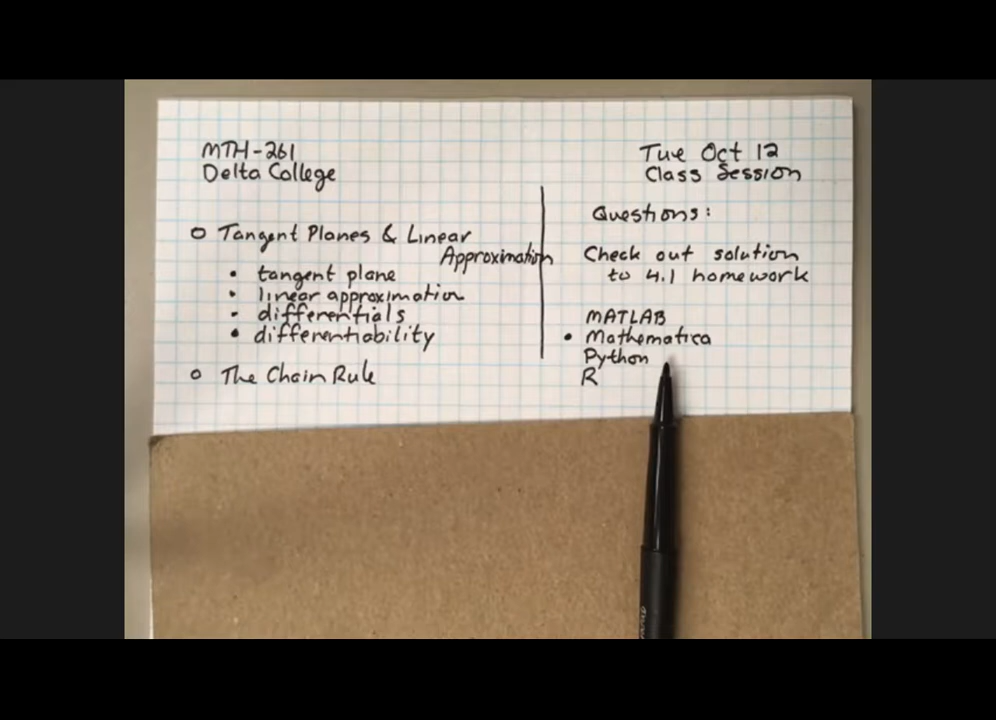 MTH-261
Delta College
○ Tangent Planes & Linear
Approximation
• tangent plane
• linear approximation
• differentials
• differentiability
○ The Chain Rule
Tue Oct 12
Class Session
Questions:
Check out solution
to 4.1 homework
MATLAB
• Mathematica
Python
R